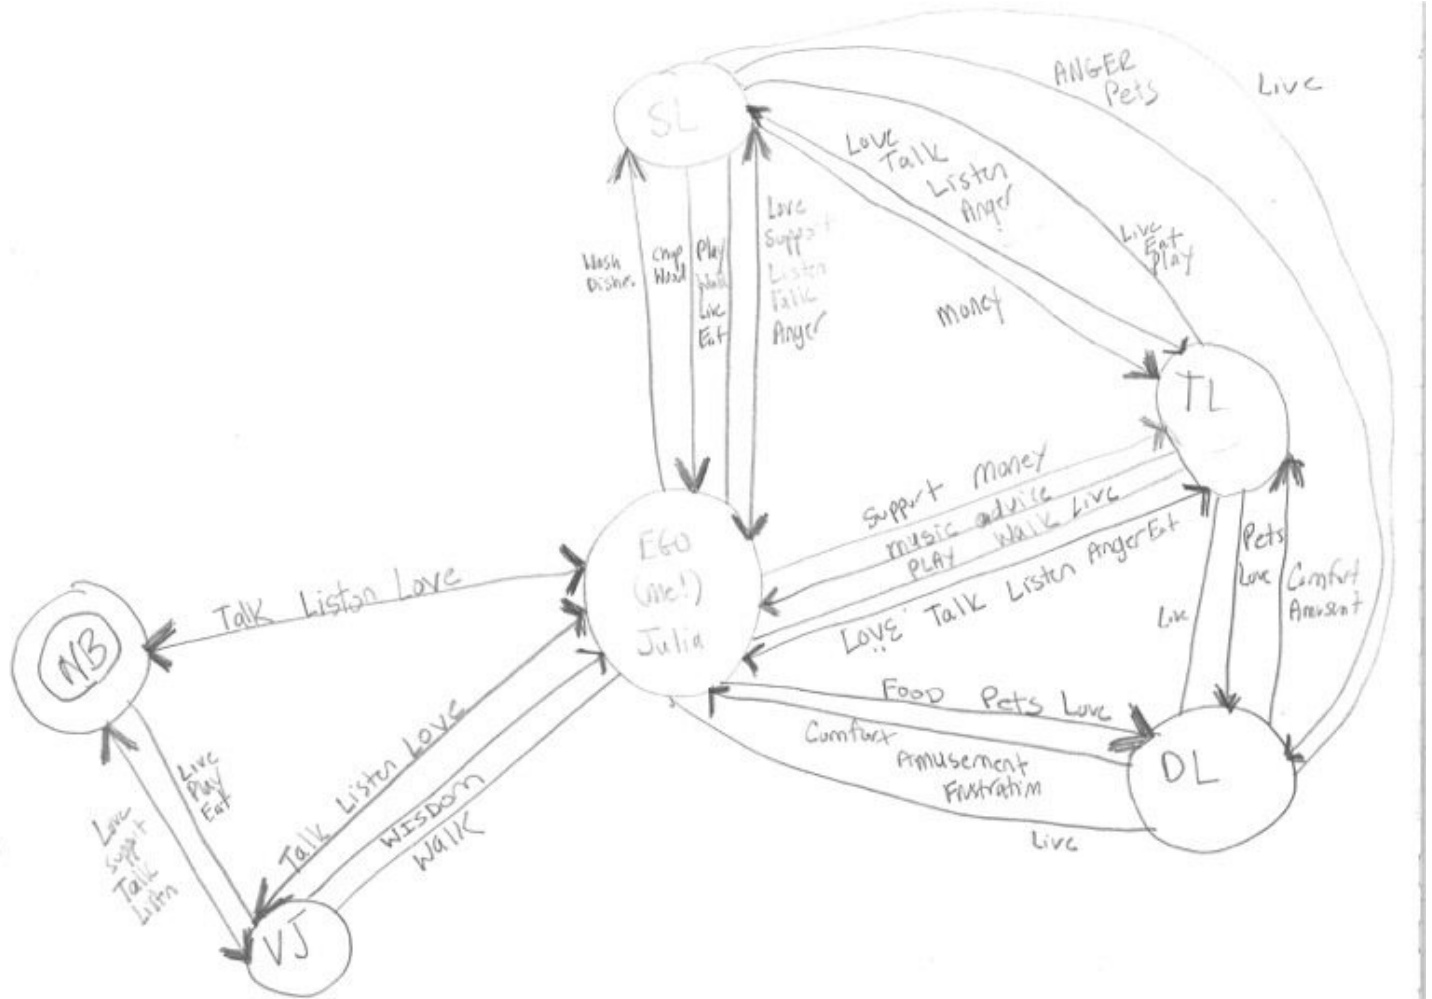 SL
ANGER
Pets
Live
Love
Talk
Listen
Anger
Live
Eat
Play
Money
Wash
Dishes
Chop
Wood
Play
Walk
Live
Eat
Love
Support
Listen
Talk
Anger
TL
Support Money
music advice
PLAY Walk Live
Love Talk Listen Anger Eat
EGO
(me!)
Julia
Talk Listen Love
NB
Live
Play
Eat
Love
Supp
Talk
Listen
Talk Listen Love
WISDOM
Walk
VJ
FOOD Pets Love
Comfort
Amusement
Frustration
Live
Live
Pets
Love
Comfort
DL